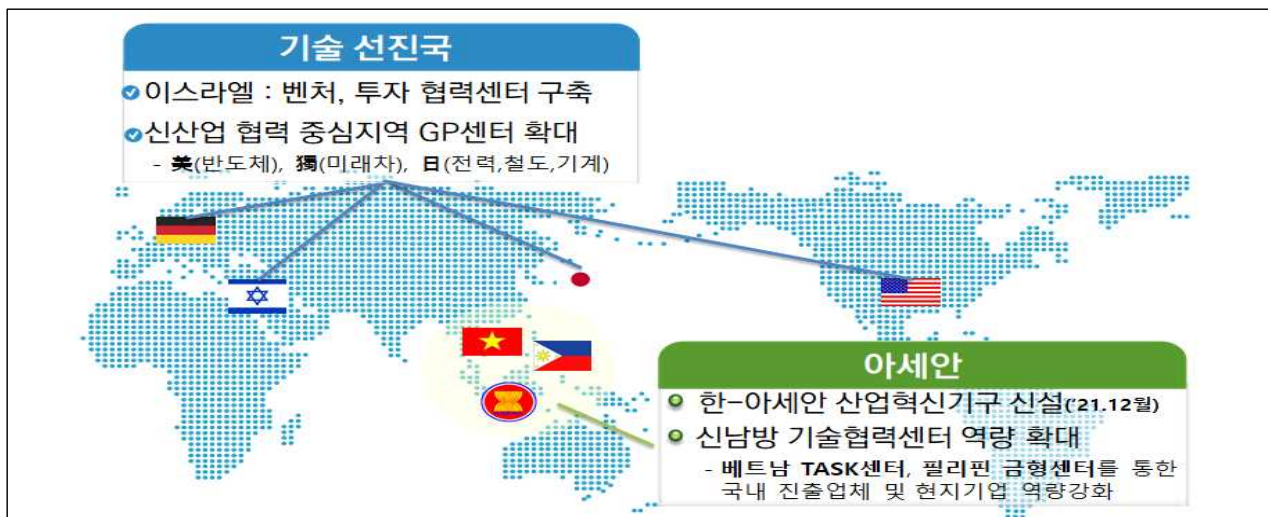 기술 선진국
이스라엘 : 벤처, 투자 협력센터 구축
신산업 협력 중심지역 GP센터 확대
- 美(반도체), 獨(미래차), 日(전력,철도,기계)
아세안
한-아세안 산업혁신기구 신설('21.12월)
신남방 기술협력센터 역량 확대
- 베트남 TASK센터, 필리핀 금형센터를 통한
국내 진출업체 및 현지기업 역량강화